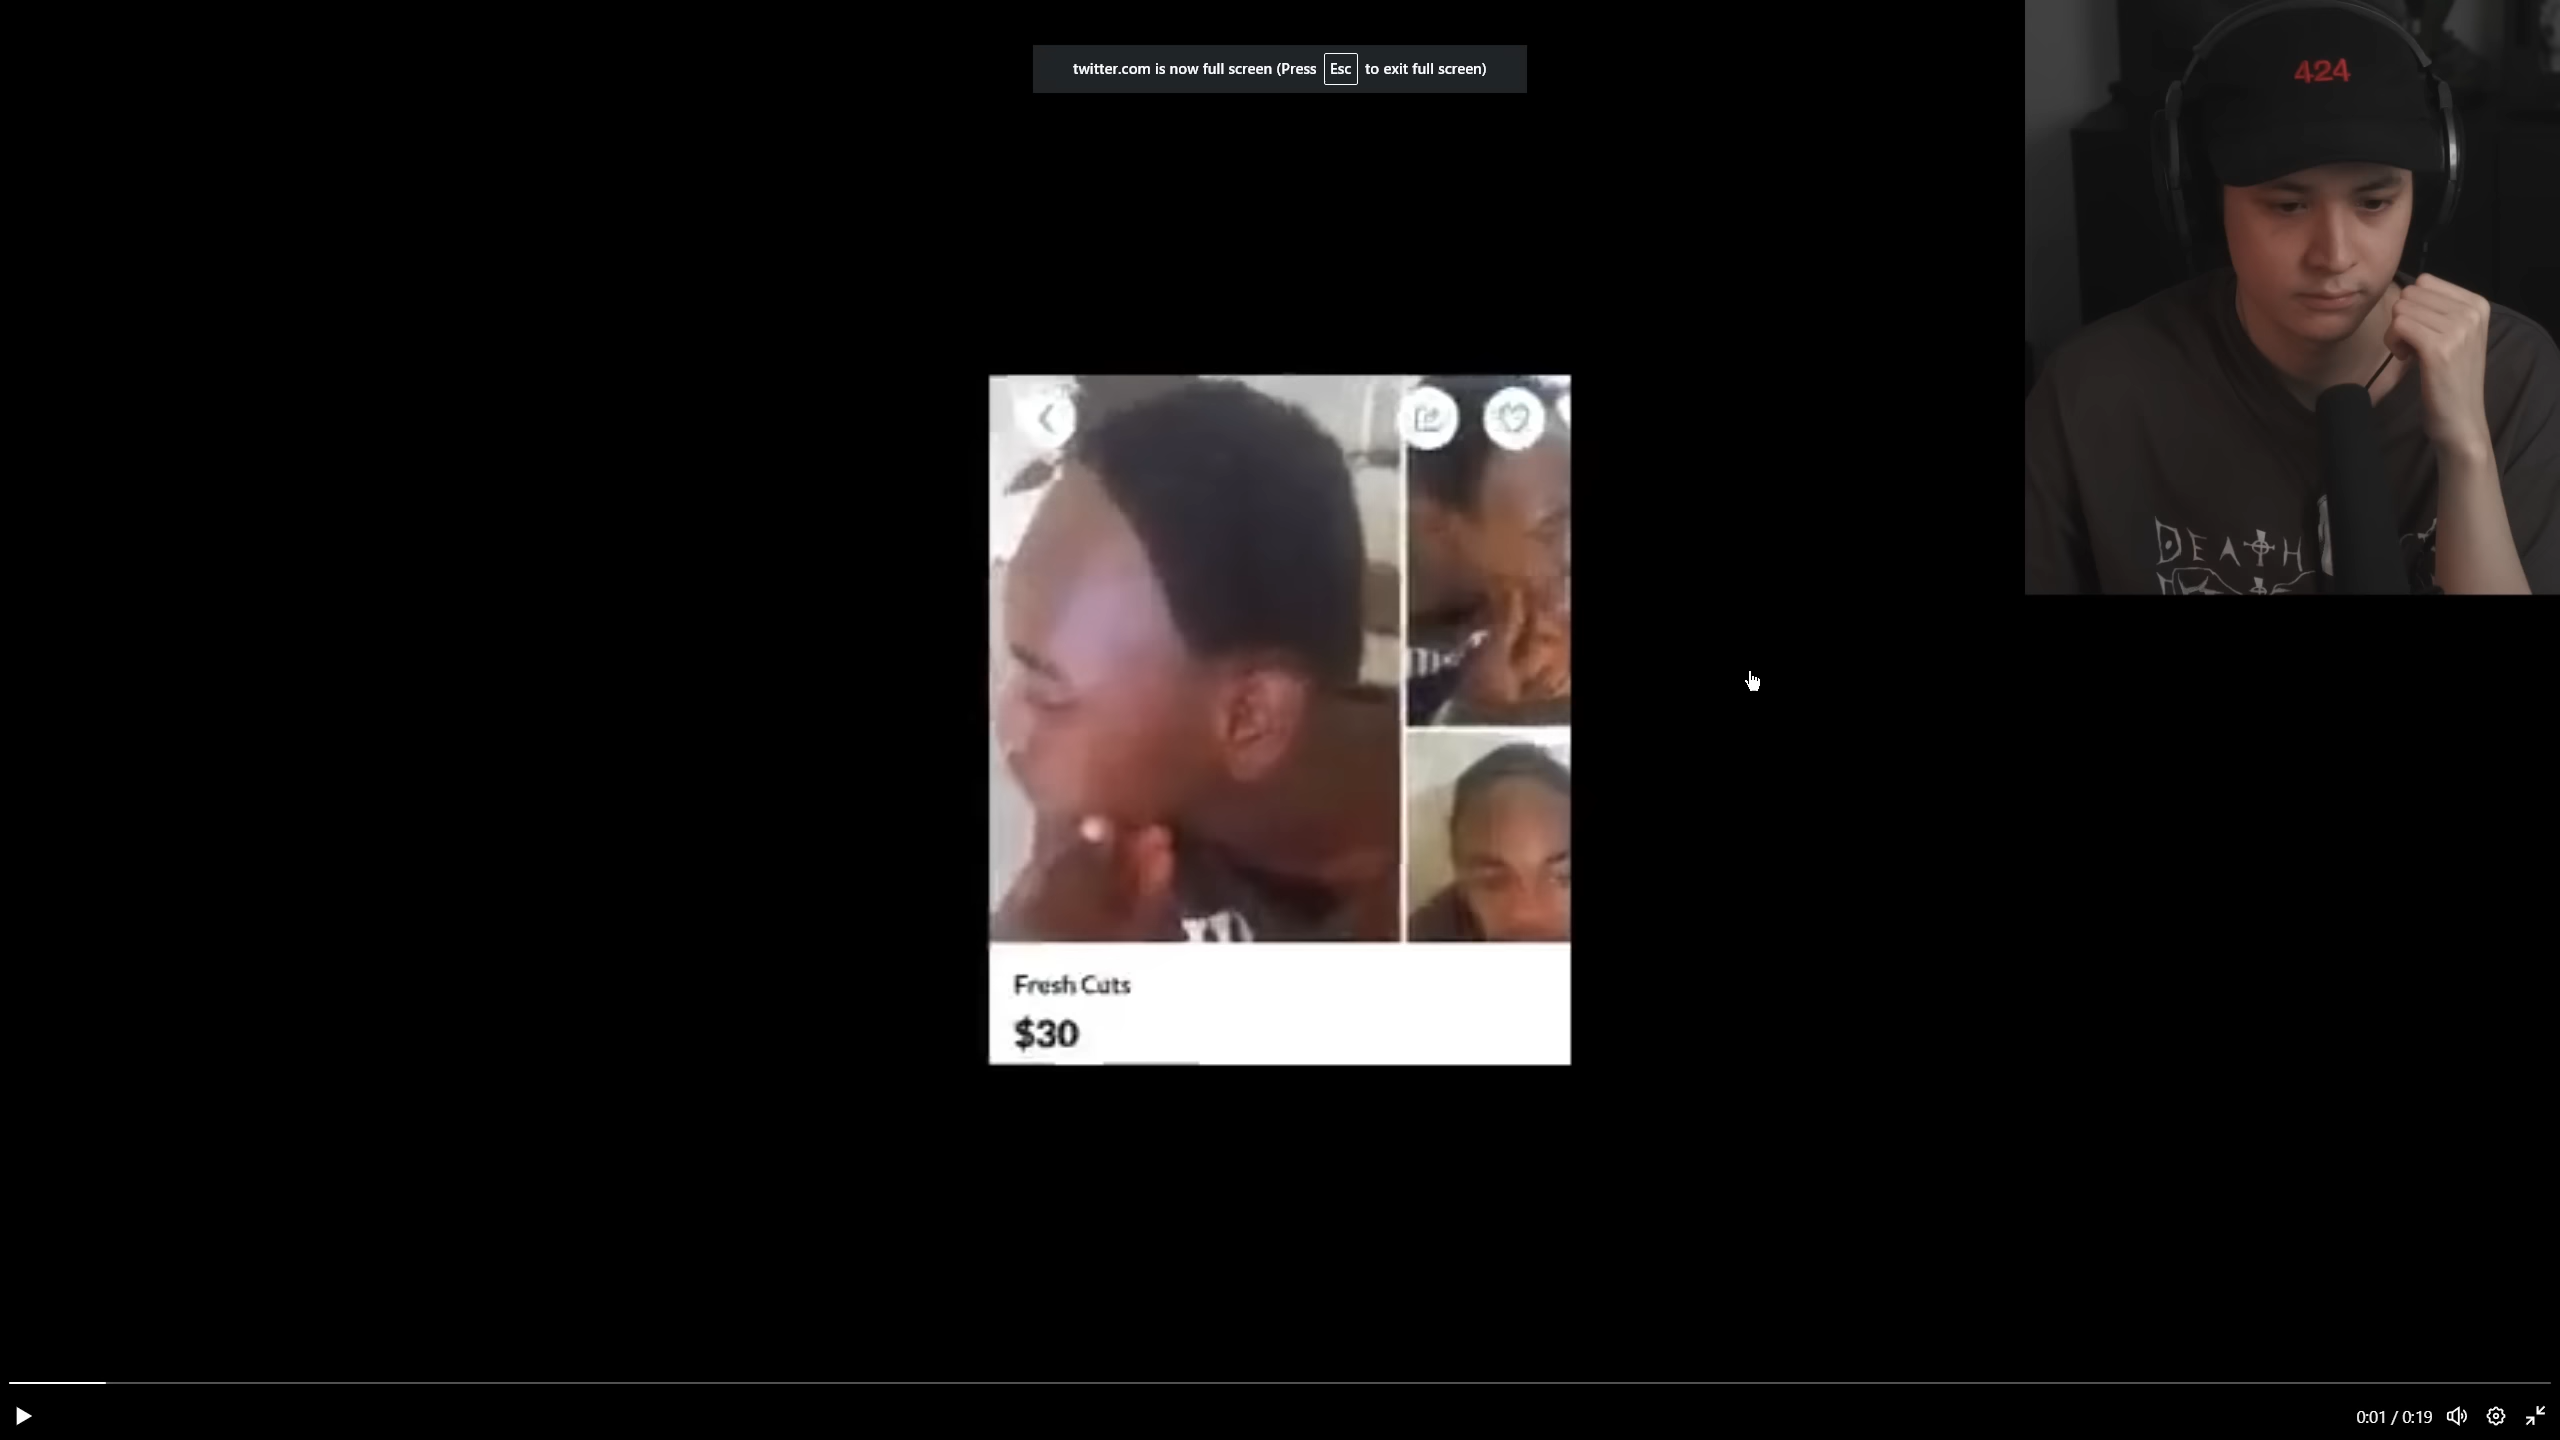 twitter.com is now full screen (Press Esc to exit full screen)
424
DEATH
Fresh Cuts
$30
0:01 / 0:19